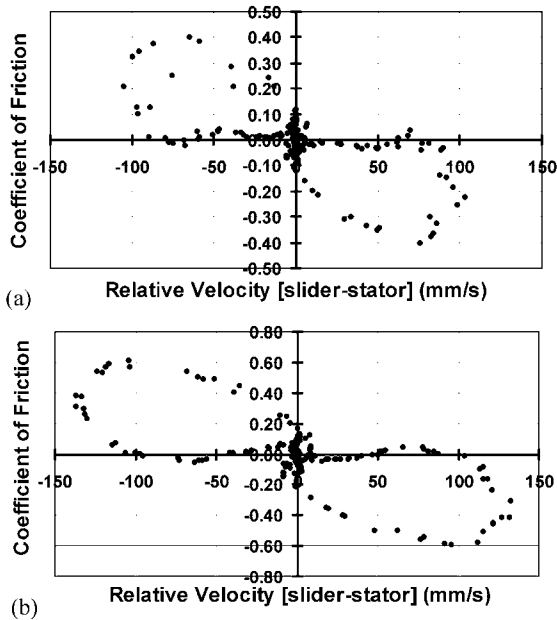 0.50
0.40
0.30
0.20
0.10
0.00
-0.10
-0.20
-0.30
-0.40
-0.50
-150 -100 -50 0 50 100 150
Coefficient of Friction
Relative Velocity [slider-stator] (mm/s)
(a)
0.80
0.60
0.40
0.20
0.00
-0.20
-0.40
-0.60
-0.80
-150 -100 -50 0 50 100 150
Coefficient of Friction
Relative Velocity [slider-stator] (mm/s)
(b)